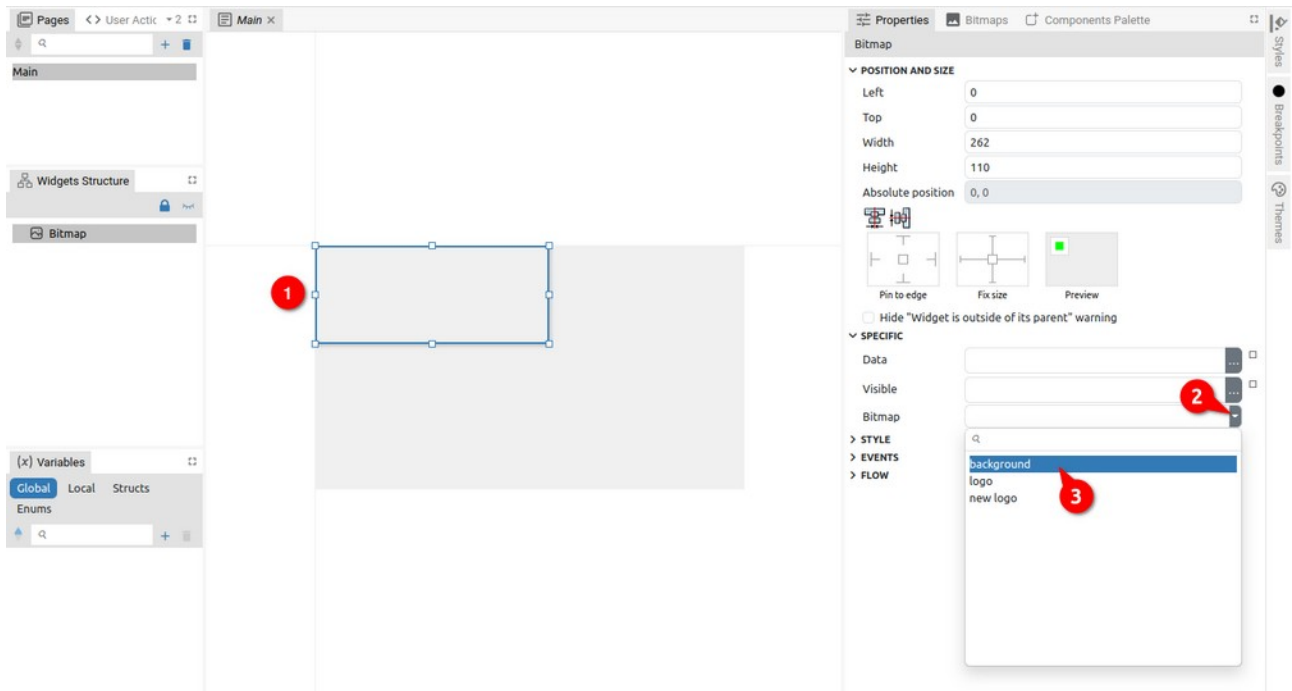 Pages
User Actic
2
Main
Main
Widgets Structure
Bitmap
(x) Variables
Global
Local
Structs
Enums
1
Properties
Bitmaps
Components Palette
Bitmap
POSITION AND SIZE
Left
0
Top
0
Width
262
Height
110
Absolute position
0, 0
Pin to edge
Fix size
Preview
Hide "Widget is outside of its parent" warning
SPECIFIC
Data
...
Visible
...
2
Bitmap
STYLE
EVENTS
FLOW
background
logo
new logo
3
Styles
Breakpoints
Themes